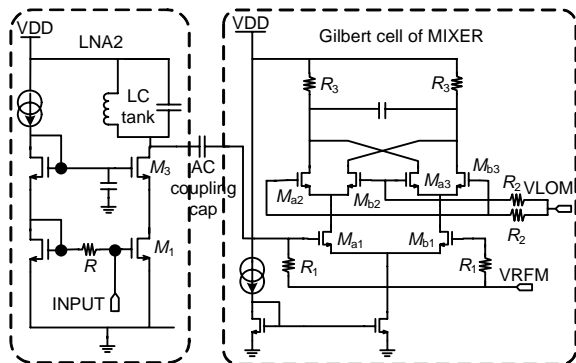 VDD
LNA2
LC
tank
M3
AC
coupling
cap
R
M1
INPUT
VDD
Gilbert cell of MIXER
R3
R3
Ma2
Mb2
Ma3
Mb3
R2
VLOM
R2
Ma1
Mb1
R1
R1
VRFM